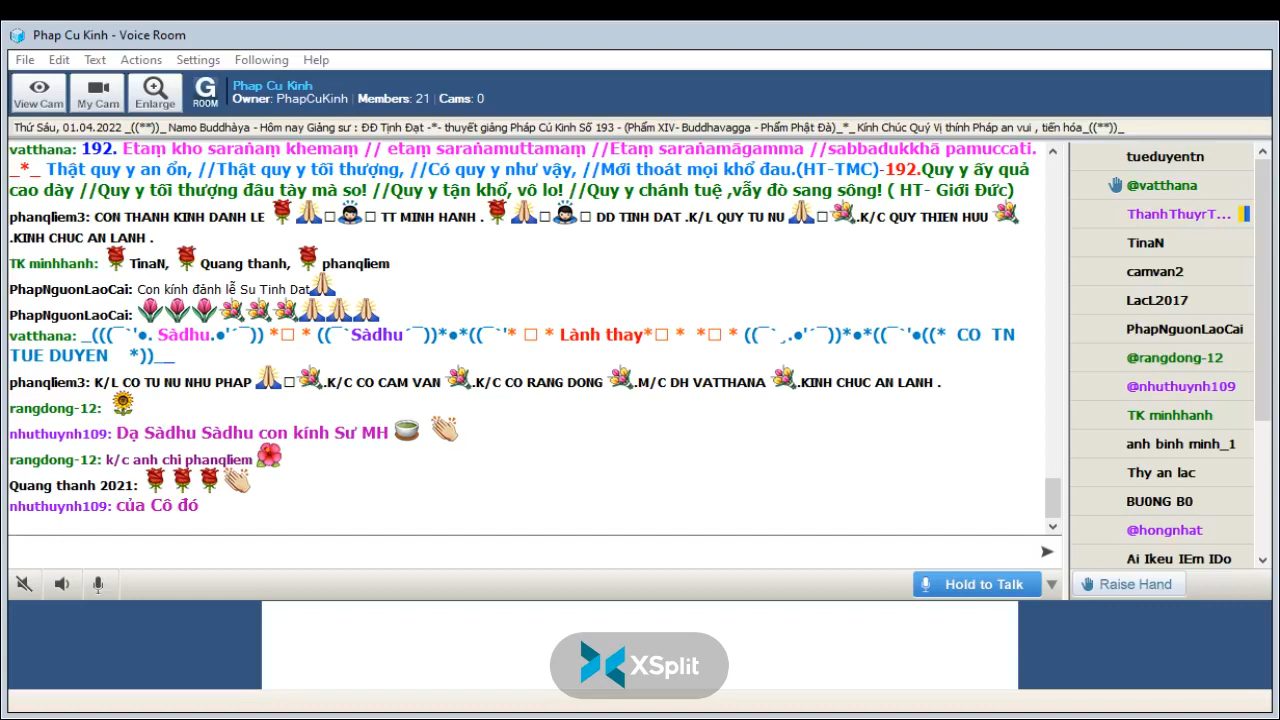 Phap Cu Kinh - Voice Room
File Edit Text Actions Settings Following Help
View Cam My Cam Enlarge G ROOM
Phap Cu Kinh
Owner: PhapCuKinh | Members: 21 | Cams: 0
Thứ Sáu, 01.04.2022 _((**))_ Namo Buddhàya - Hôm nay Giảng sư : ĐĐ Tịnh Đạt -*- thuyết giảng Pháp Cú Kinh Số 193 - (Phẩm XIV- Buddhavagga - Phẩm Phật Đà)_*_ Kính Chúc Quý Vị thính Pháp an vui , tiến hóa_((**))_
vatthana: 192. Etaṃ kho saraṅaṃ khemaṃ // etaṃ saraṅamuttamaṃ //Etaṃ saraṅamāgamma //sabbadukkhā pamuccati.
_*_ Thật quy y an ổn, //Thật quy y tối thượng, //Có quy y như vậy, //Mới thoát mọi khổ đau.(HT-TMC)-192.Quy y ấy quả
cao dày //Quy y tối thượng đâu tày mà so! //Quy y tận khổ, vô lo! //Quy y chánh tuệ ,vẫy đò sang sông! ( HT- Giới Đức)
phanqliem3: CON THANH KINH DANH LE TT MINH HANH . DD TINH DAT .K/L QUY TU NU .K/C QUY THIEN HUU
.KINH CHUC AN LANH .
TK minhhanh: TinaN, Quang thanh, phanqliem
PhapNguonLaoCai: Con kính đảnh lễ Su Tinh Dat
PhapNguonLaoCai:
vatthana: _(((¯`'●. Sàdhu.●'´¯)) *□ * ((¯`Sàdhu´¯))*●*((¯`'* □ * Lành thay*□ * *□ * ((¯`ˏ.●'´¯))*●*((¯`'●((* CO TN
TUE DUYEN *))__
phanqliem3: K/L CO TU NU NHU PHAP .K/C CO CAM VAN .K/C CO RANG DONG .M/C DH VATTHANA .KINH CHUC AN LANH .
rangdong-12:
nhuthuynh109: Dạ Sàdhu Sàdhu con kính Sư MH
rangdong-12: k/c anh chi phanqliem
Quang thanh 2021:
nhuthuynh109: của Cô đó
tueduyentn
@vatthana
ThanhThuyrT...
TinaN
camvan2
LacL2017
PhapNguonLaoCai
@rangdong-12
@nhuthuynh109
TK minhhanh
anh binh minh_1
Thy an lac
BU0NG B0
@hongnhat
Ai Ikeu IEm IDo
Hold to Talk
Raise Hand
XSplit